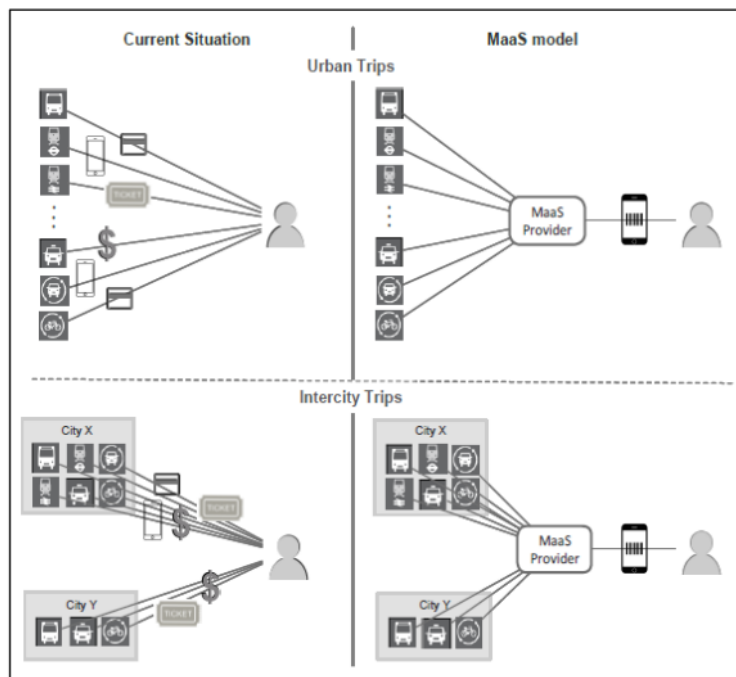 Current Situation
MaaS model
Urban Trips
TICKET
$
MaaS
Provider
Intercity Trips
City X
TICKET
$
$
City Y
TICKET
City X
MaaS
Provider
City Y